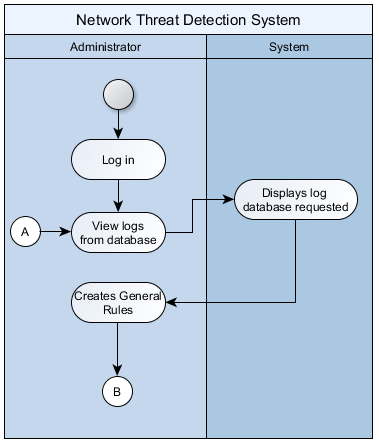 Network Threat Detection System
Administrator
System
Log in
Displays log
database requested
A
View logs
from database
Creates General
Rules
B